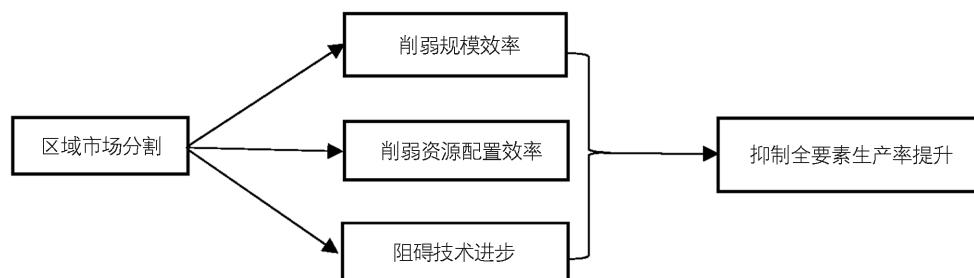 削弱规模效率
区域市场分割
削弱资源配置效率
抑制全要素生产率提升
阻碍技术进步